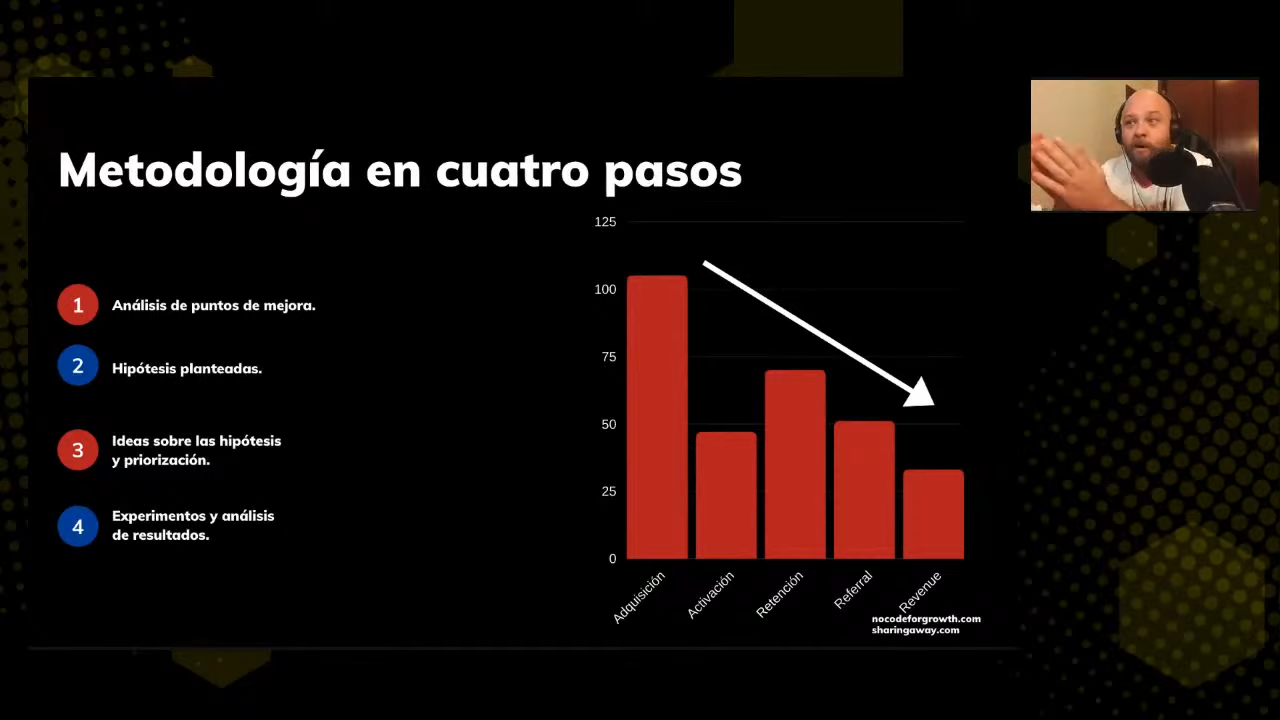 Metodología en cuatro pasos
1
Análisis de puntos de mejora.
2
Hipótesis planteadas.
3
Ideas sobre las hipótesis
y priorización.
4
Experimentos y análisis
de resultados.
125
100
75
50
25
0
Adquisición
Activación
Retención
Referral
Revenue
nocodeforgrowth.com
sharingaway.com